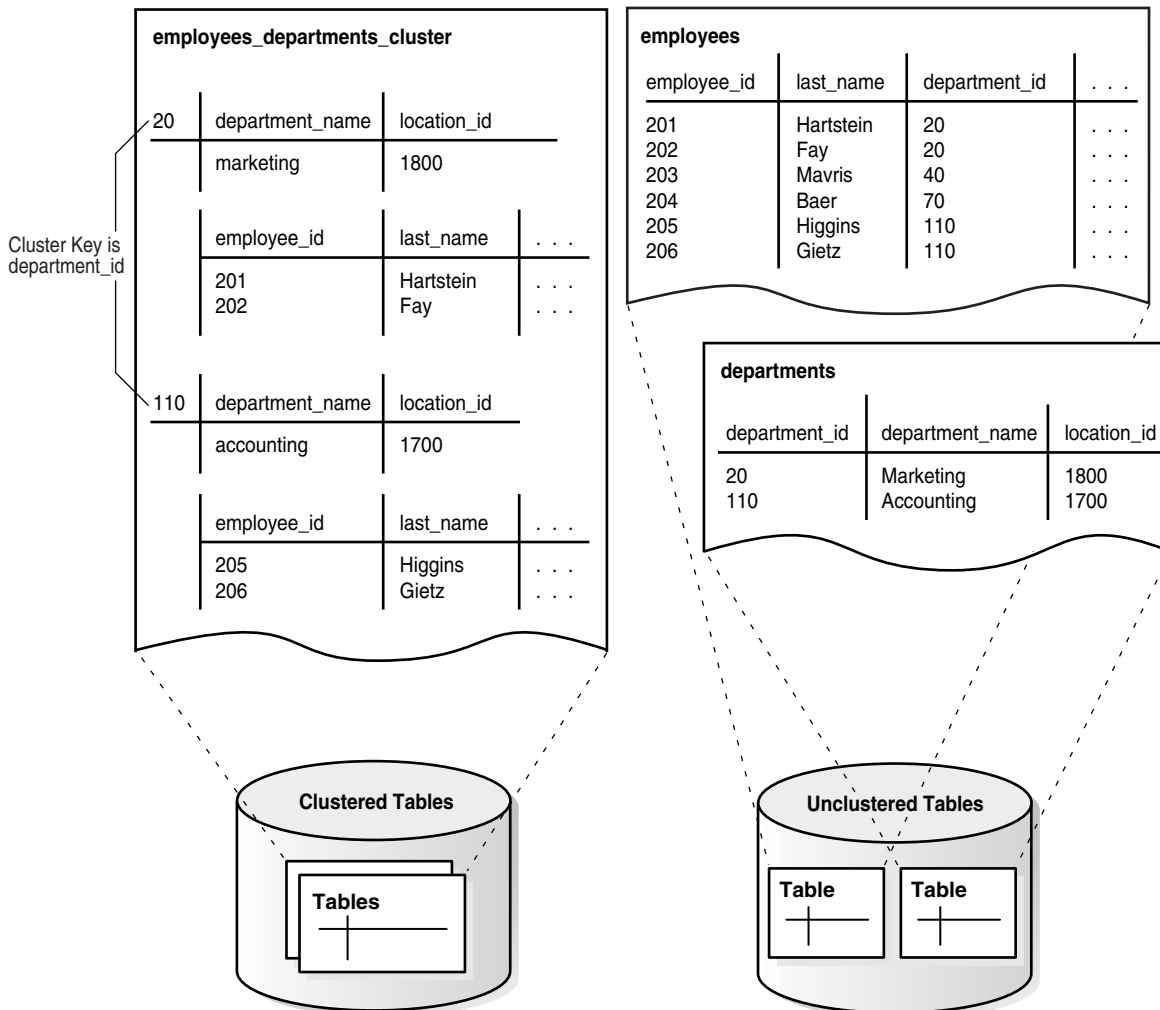 employees_departments_cluster
20 department_name location_id
marketing 1800
employee_id last_name . . .
201 Hartstein . . .
202 Fay . . .
Cluster Key is
department_id
110 department_name location_id
accounting 1700
employee_id last_name . . .
205 Higgins . . .
206 Gietz . . .
Clustered Tables
Tables
employees
employee_id last_name department_id . . .
201 Hartstein 20 . . .
202 Fay 20 . . .
203 Mavris 40 . . .
204 Baer 70 . . .
205 Higgins 110 . . .
206 Gietz 110 . . .
departments
department_id department_name location_id
20 Marketing 1800
110 Accounting 1700
Unclustered Tables
Table Table